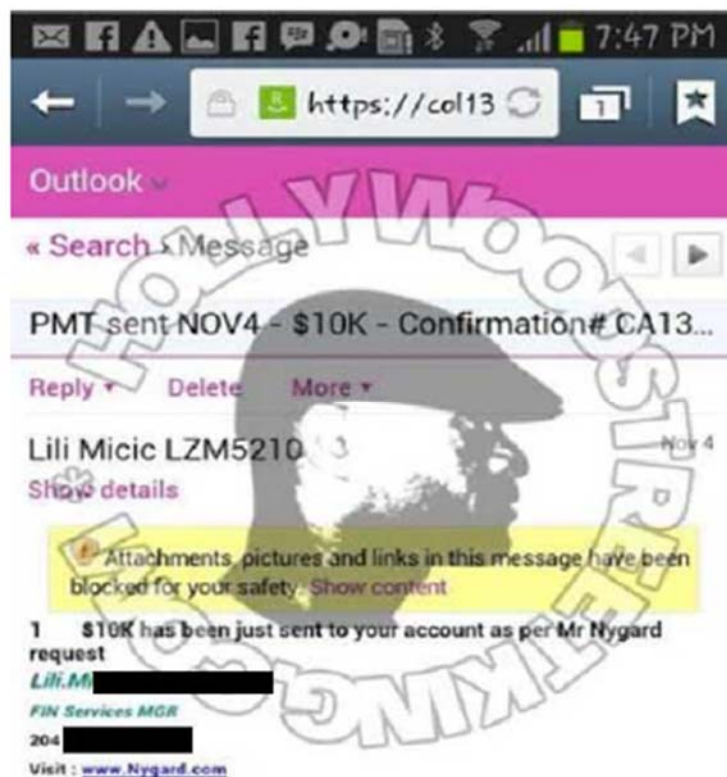 7:47 PM
https://col13
1
Outlook
« Search › Message
PMT sent NOV4 - $10K - Confirmation# CA13...
Reply Delete More
Lili Micic LZM5210 Nov 4
Show details
Attachments, pictures and links in this message have been
blocked for your safety. Show content
1 $10K has been just sent to your account as per Mr Nygard
request
Lili.Mi
FIN Services MGR
204
Visit : www.Nygard.com
HOLLYWOODSTREETKING.COM *